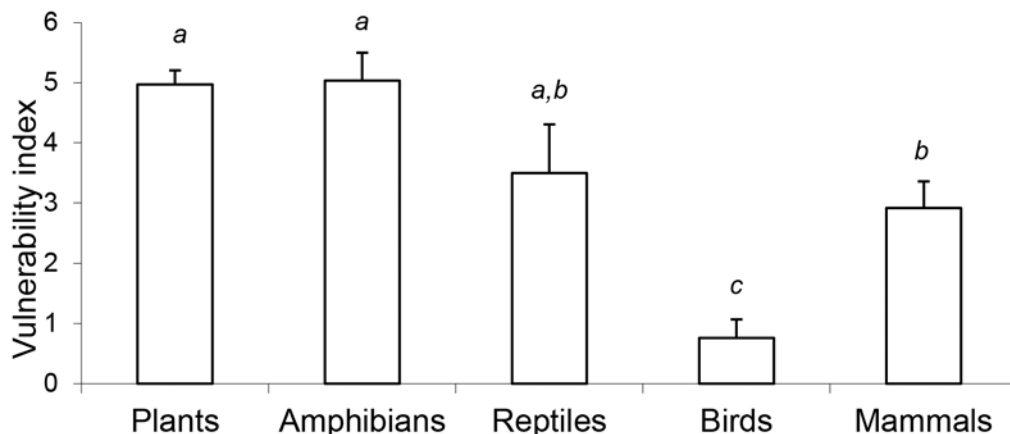 Vulnerability index
6
5
4
3
2
1
0
a
a
a,b
c
b
Plants
Amphibians
Reptiles
Birds
Mammals